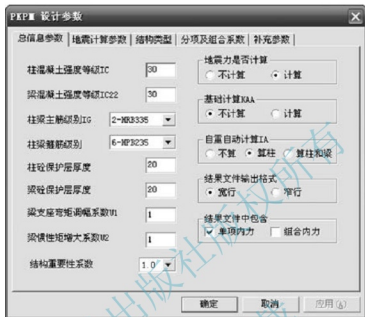 PKPM 设计参数
总信息参数 地震计算参数 结构类型 分项及组合系数 补充参数
柱混凝土强度等级IC 30
梁混凝土强度等级IC22 30
柱梁主筋级别IG 2-HRB335
柱梁箍筋级别 6-HPB235
柱砼保护层厚度 20
梁砼保护层厚度 20
梁支座弯矩调幅系数U1 1
梁惯性矩增大系数U2 1
结构重要性系数 1.0
地震力是否计算
不计算 计算
基础计算KAA
不计算 计算
自重自动计算IA
不算 算柱 算柱和梁
结果文件输出格式
宽行 窄行
结果文件中包含
单项内力 组合内力
确定 取消 应用(A)